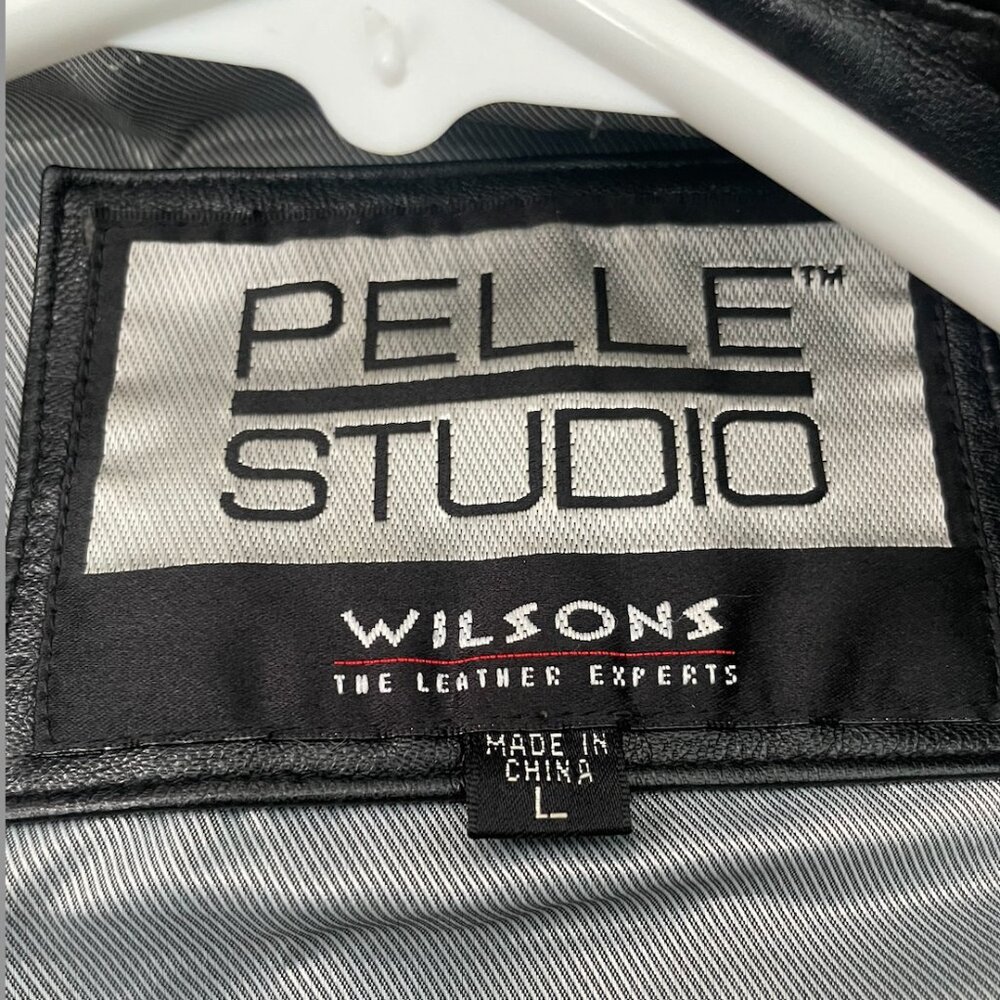 PELLE™
STUDIO
WILSONS
THE LEATHER EXPERTS
MADE IN
CHINA
L